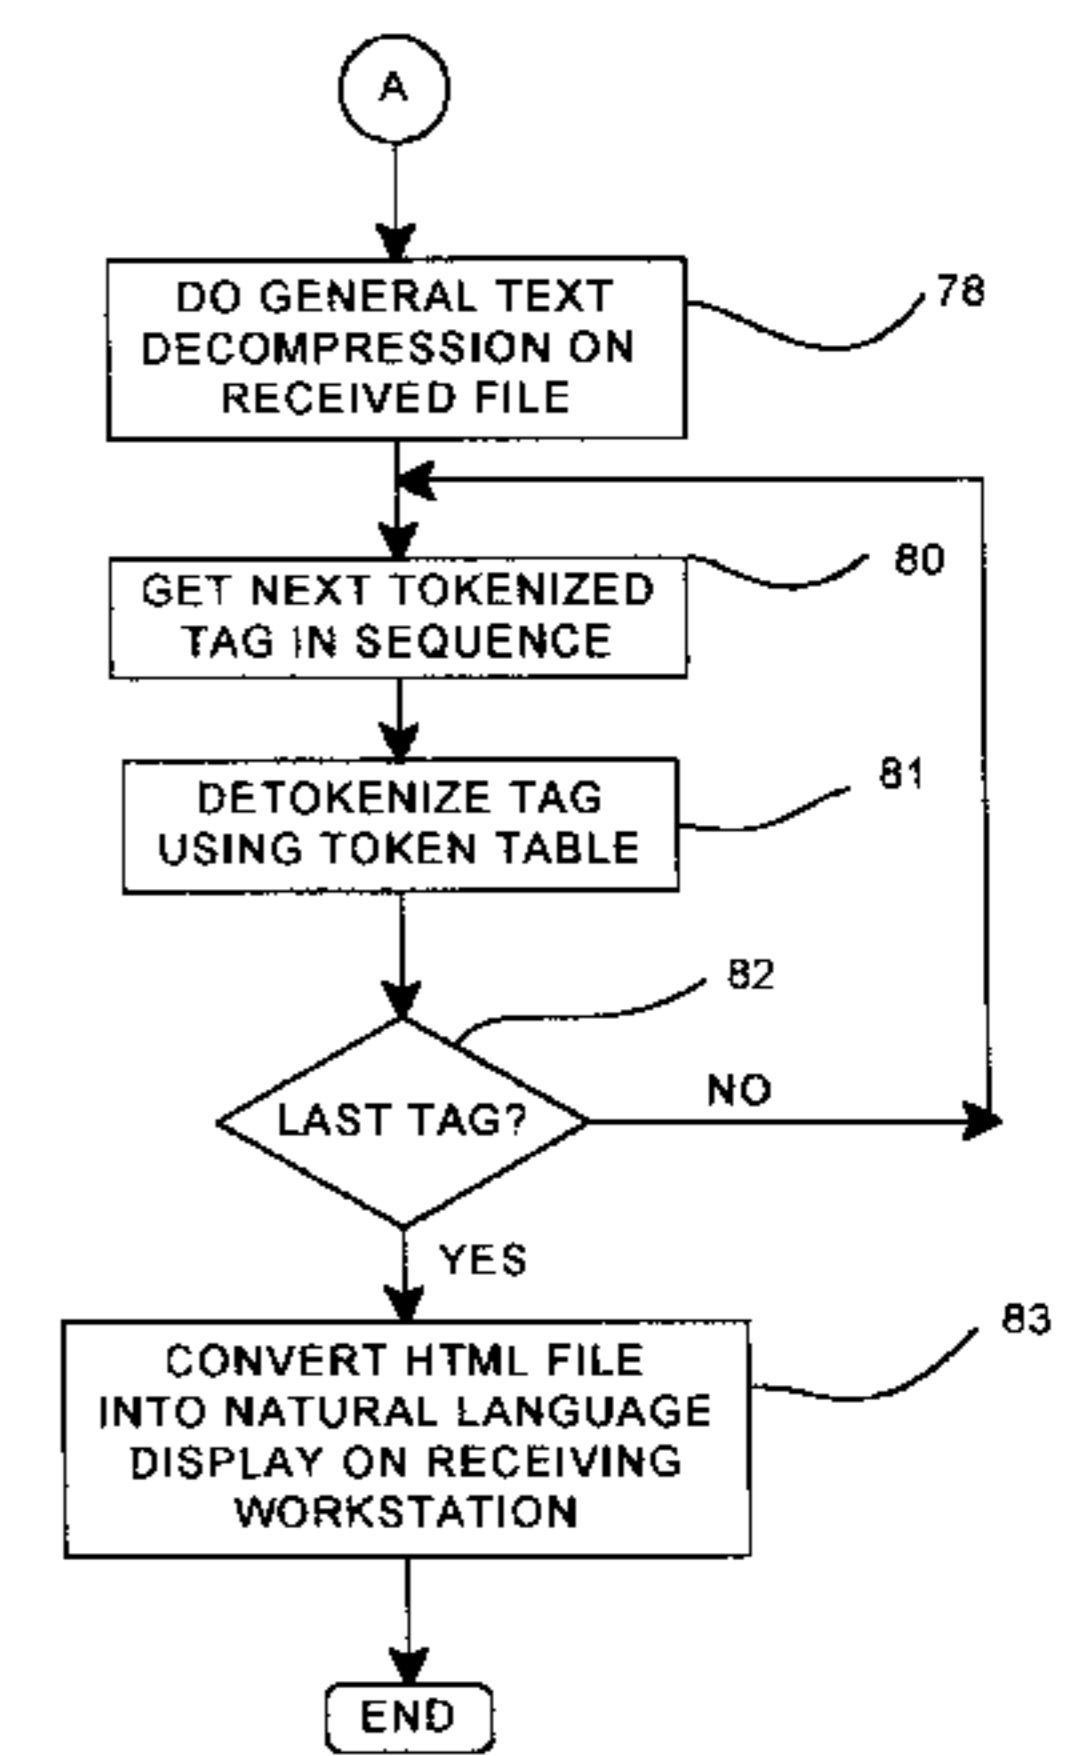 A
DO GENERAL TEXT
DECOMPRESSION ON
RECEIVED FILE
78
GET NEXT TOKENIZED
TAG IN SEQUENCE
80
DETOKENIZE TAG
USING TOKEN TABLE
81
82
LAST TAG?
NO
YES
CONVERT HTML FILE
INTO NATURAL LANGUAGE
DISPLAY ON RECEIVING
WORKSTATION
83
END